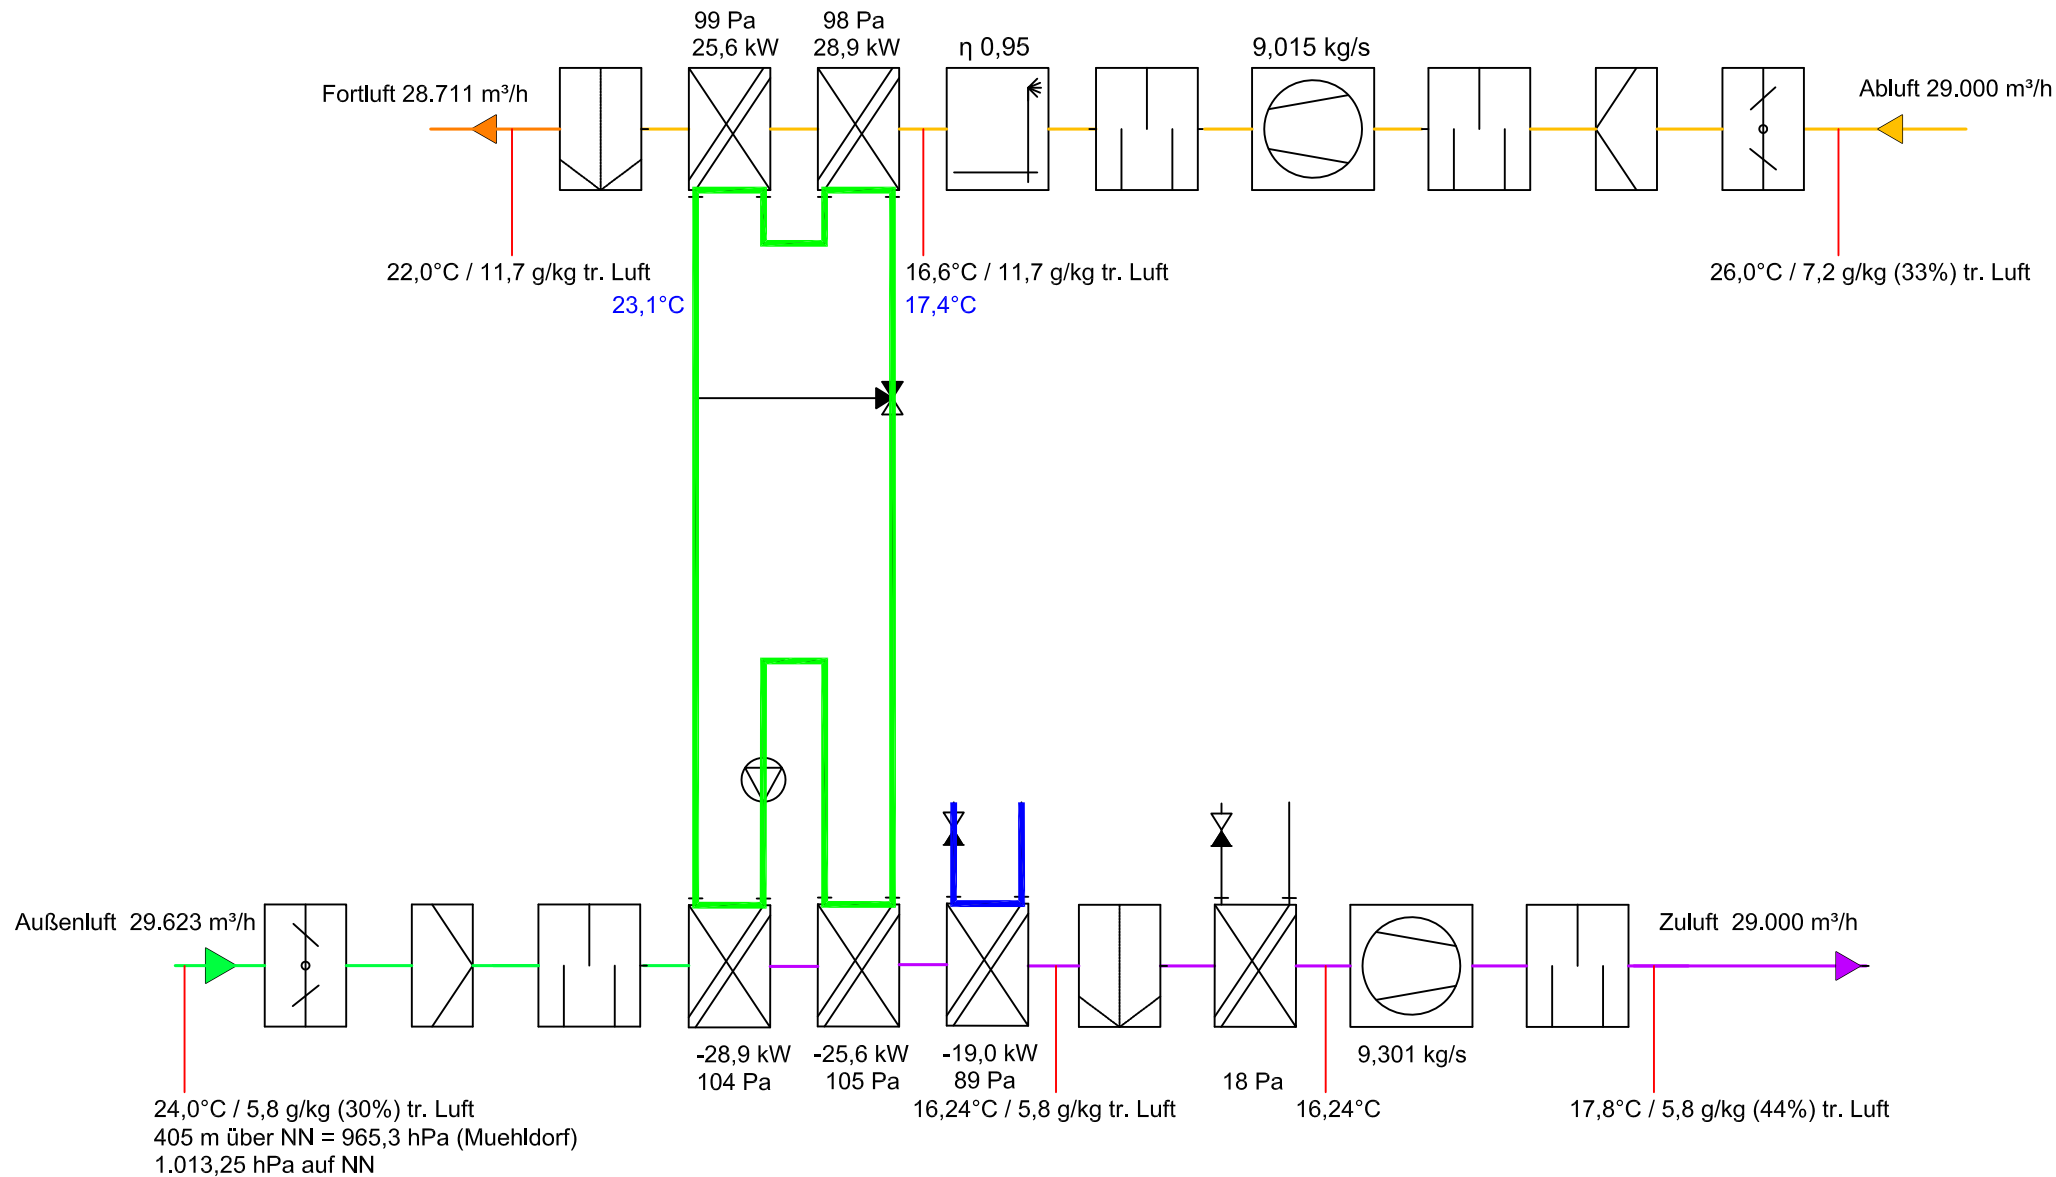 99 Pa
25,6 kW
98 Pa
28,9 kW
η 0,95
9,015 kg/s
Fortluft 28.711 m³/h
Abluft 29.000 m³/h
22,0°C / 11,7 g/kg tr. Luft
16,6°C / 11,7 g/kg tr. Luft
26,0°C / 7,2 g/kg (33%) tr. Luft
23,1°C
17,4°C
Außenluft 29.623 m³/h
Zuluft 29.000 m³/h
-28,9 kW
104 Pa
-25,6 kW
105 Pa
-19,0 kW
89 Pa
18 Pa
9,301 kg/s
24,0°C / 5,8 g/kg (30%) tr. Luft
405 m über NN = 965,3 hPa (Muehldorf)
1.013,25 hPa auf NN
16,24°C / 5,8 g/kg tr. Luft
16,24°C
17,8°C / 5,8 g/kg (44%) tr. Luft